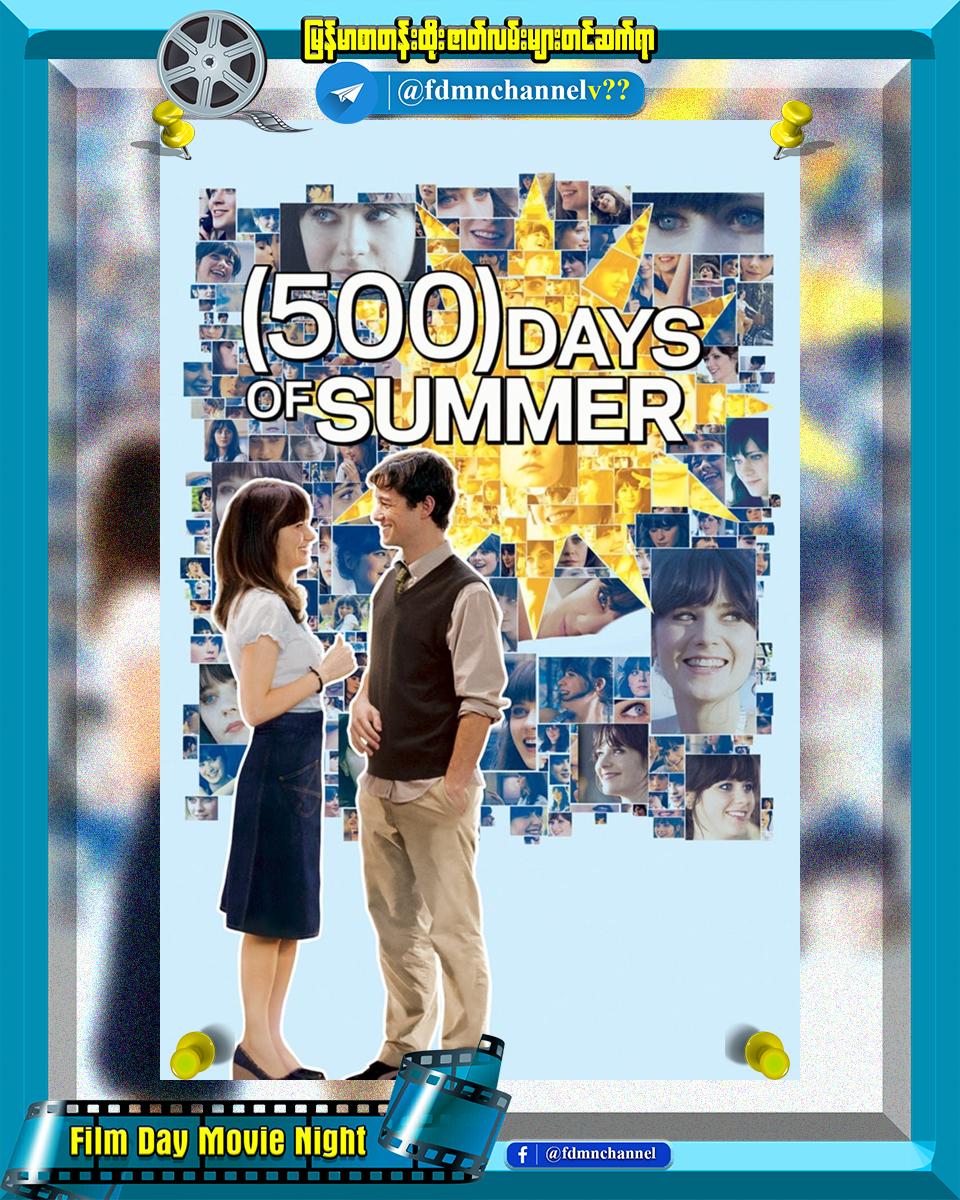 မြန်မာစာတန်းထိုးဇာတ်လမ်းများတင်ဆက်ရာ
@fdmnchannelv??
(500) DAYS
OF SUMMER
Film Day Movie Night
f @fdmnchannel